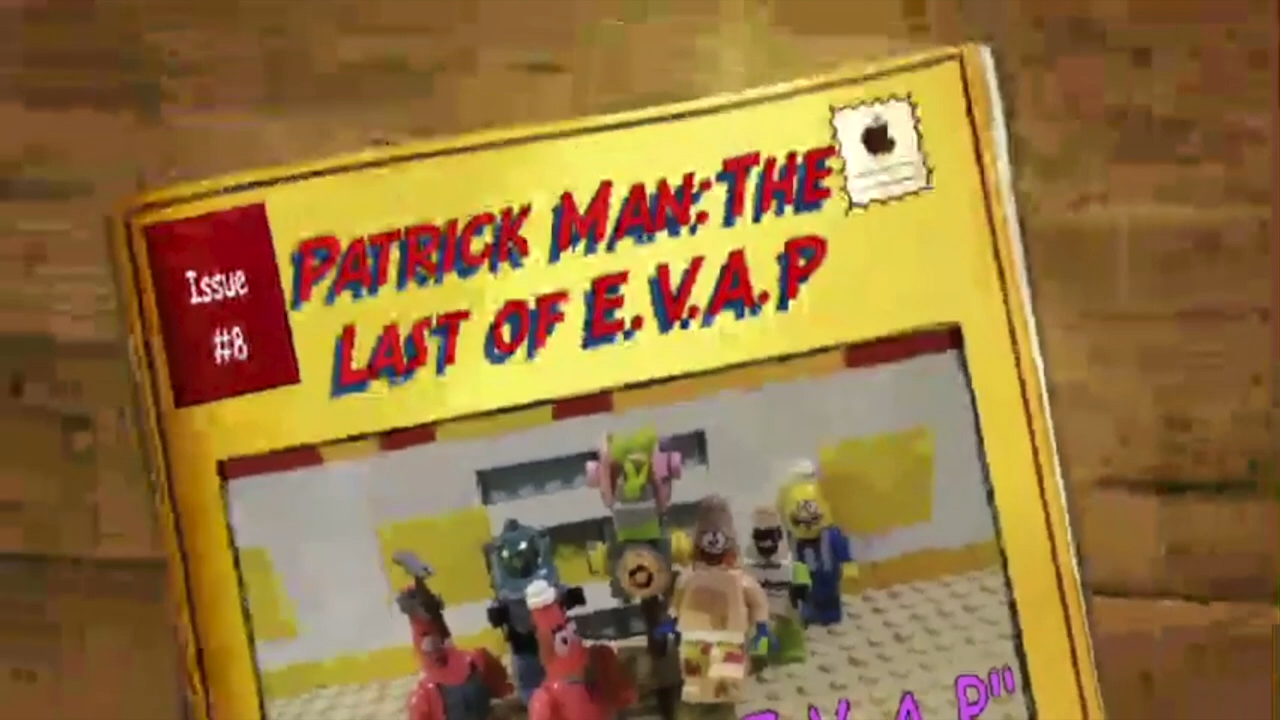 Issue
#8
PATRICK MAN: THE
LAST OF E.V.A.P
E.V.A.P"